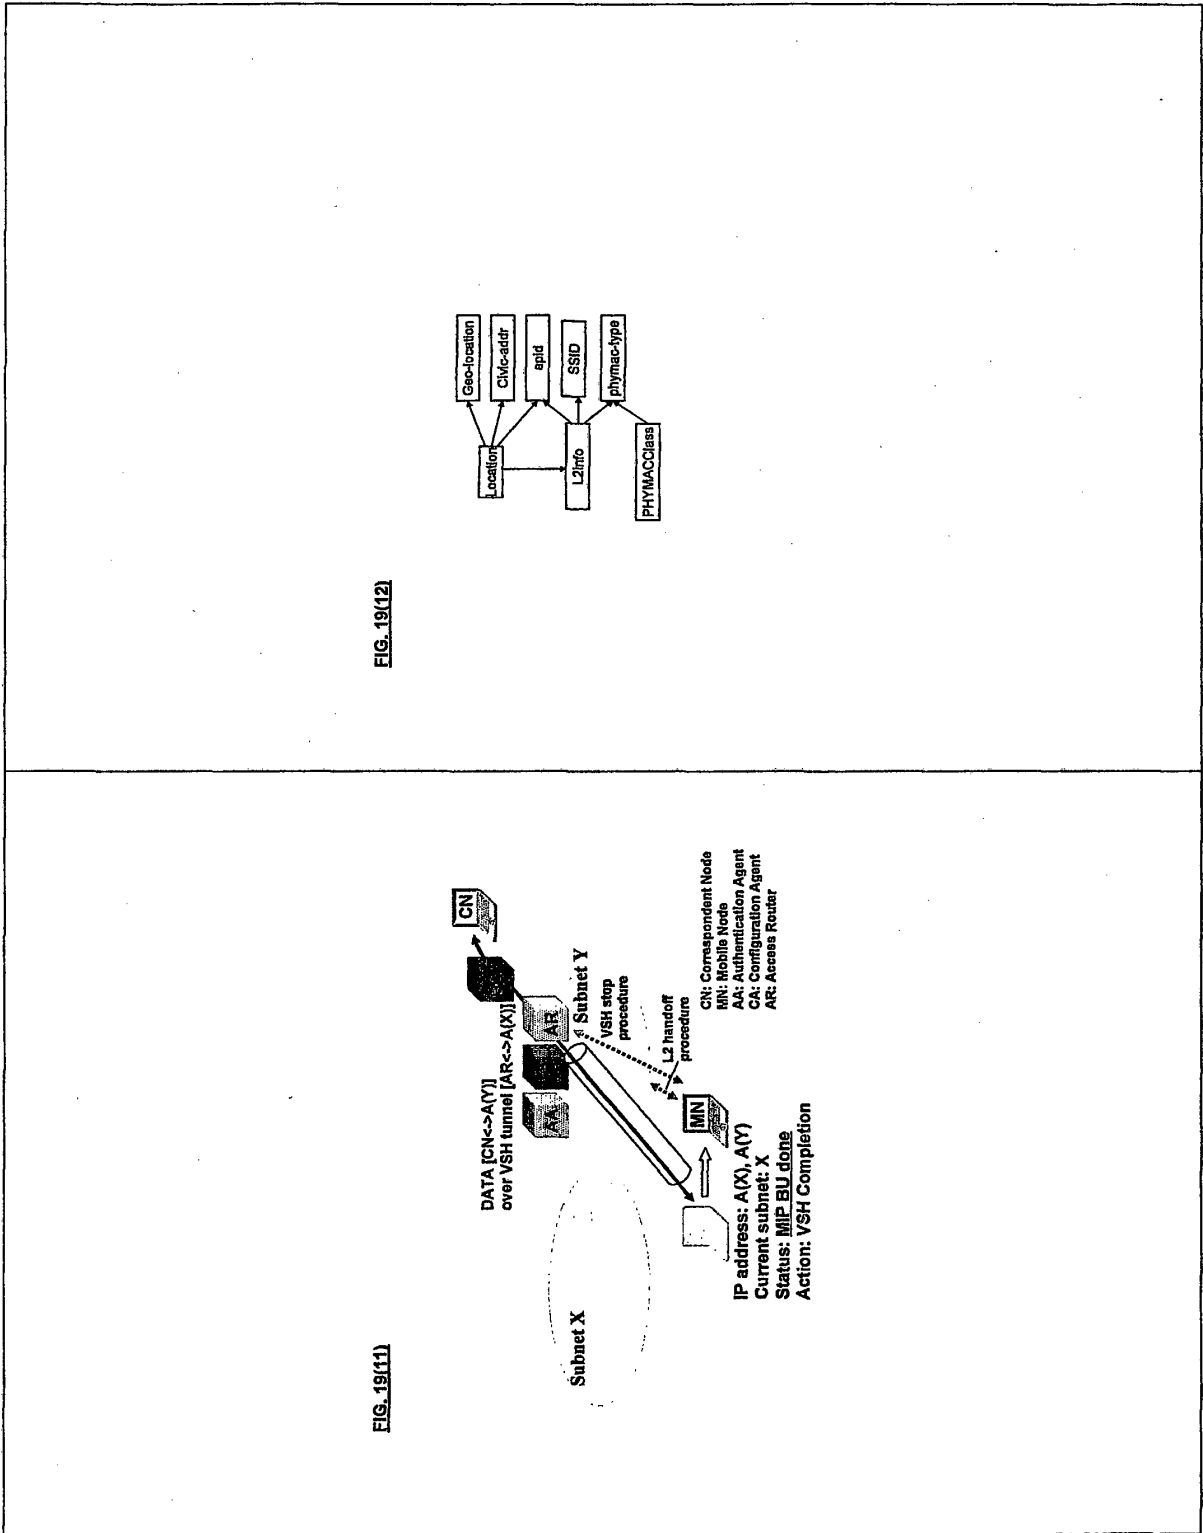 FIG. 19(11)
Subnet X
DATA [CN<->A(Y)]
over VSH tunnel [AR<->A(X)]
AA
AR
CN
Subnet Y
VSH stop
procedure
L2 handoff
procedure
MN
IP address: A(X), A(Y)
Current subnet: X
Status: MIP BU done
Action: VSH Completion
CN: Correspondent Node
MN: Mobile Node
AA: Authentication Agent
CA: Configuration Agent
AR: Access Router
FIG. 19(12)
Location
L2Info
PHYMACClass
Geo-location
Civic-addr
apid
SSID
phymac-type